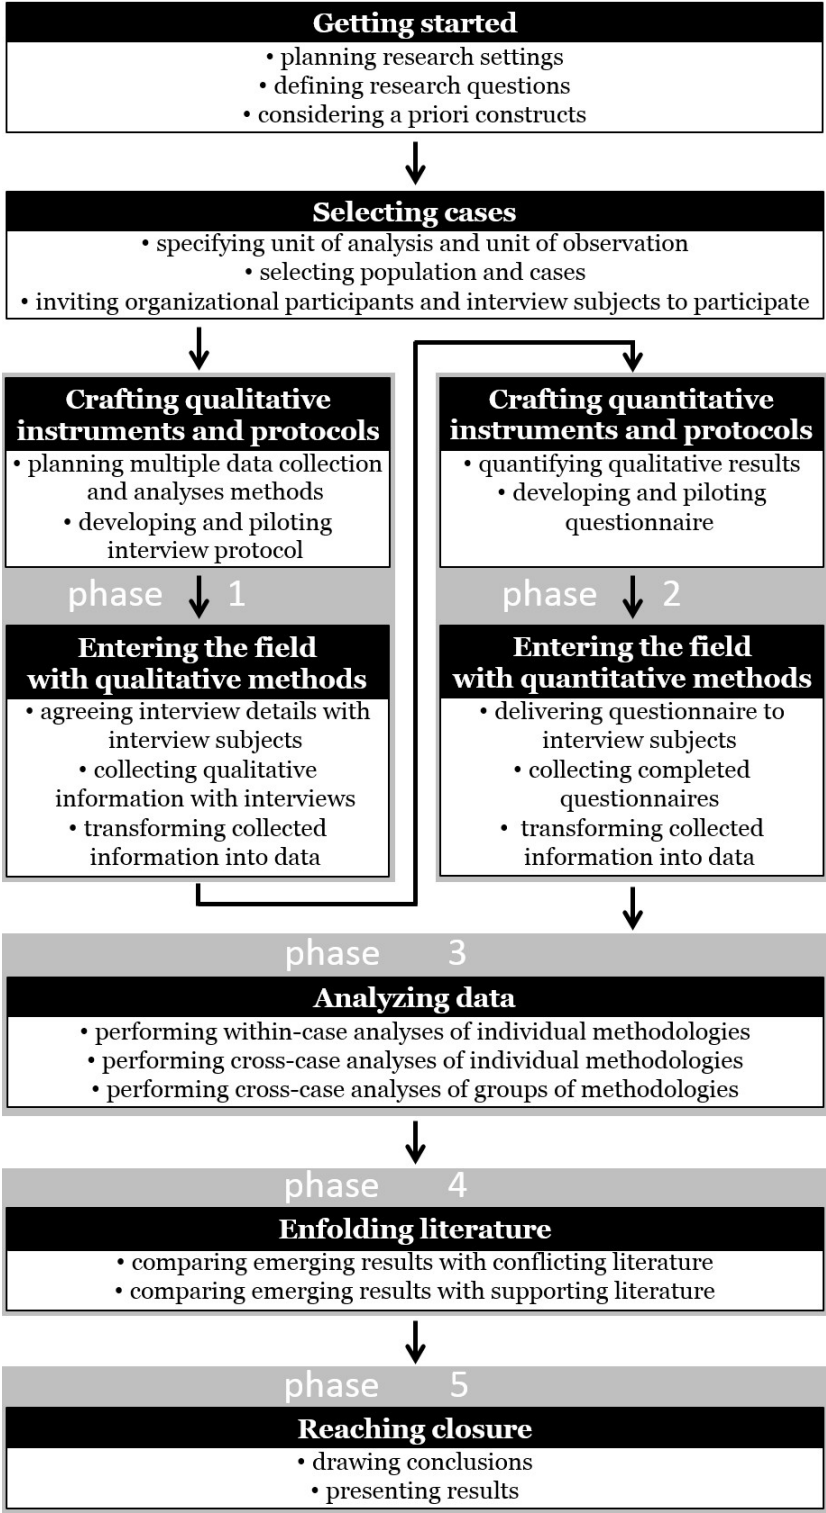 Getting started
• planning research settings
• defining research questions
• considering a priori constructs
Selecting cases
• specifying unit of analysis and unit of observation
• selecting population and cases
• inviting organizational participants and interview subjects to participate
Crafting qualitative
instruments and protocols
• planning multiple data collection
and analyses methods
• developing and piloting
interview protocol
phase 1
Entering the field
with qualitative methods
• agreeing interview details with
interview subjects
• collecting qualitative
information with interviews
• transforming collected
information into data
Crafting quantitative
instruments and protocols
• quantifying qualitative results
• developing and piloting
questionnaire
phase 2
Entering the field
with quantitative methods
• delivering questionnaire to
interview subjects
• collecting completed
questionnaires
• transforming collected
information into data
phase 3
Analyzing data
• performing within-case analyses of individual methodologies
• performing cross-case analyses of individual methodologies
• performing cross-case analyses of groups of methodologies
phase 4
Enfolding literature
• comparing emerging results with conflicting literature
• comparing emerging results with supporting literature
phase 5
Reaching closure
• drawing conclusions
• presenting results